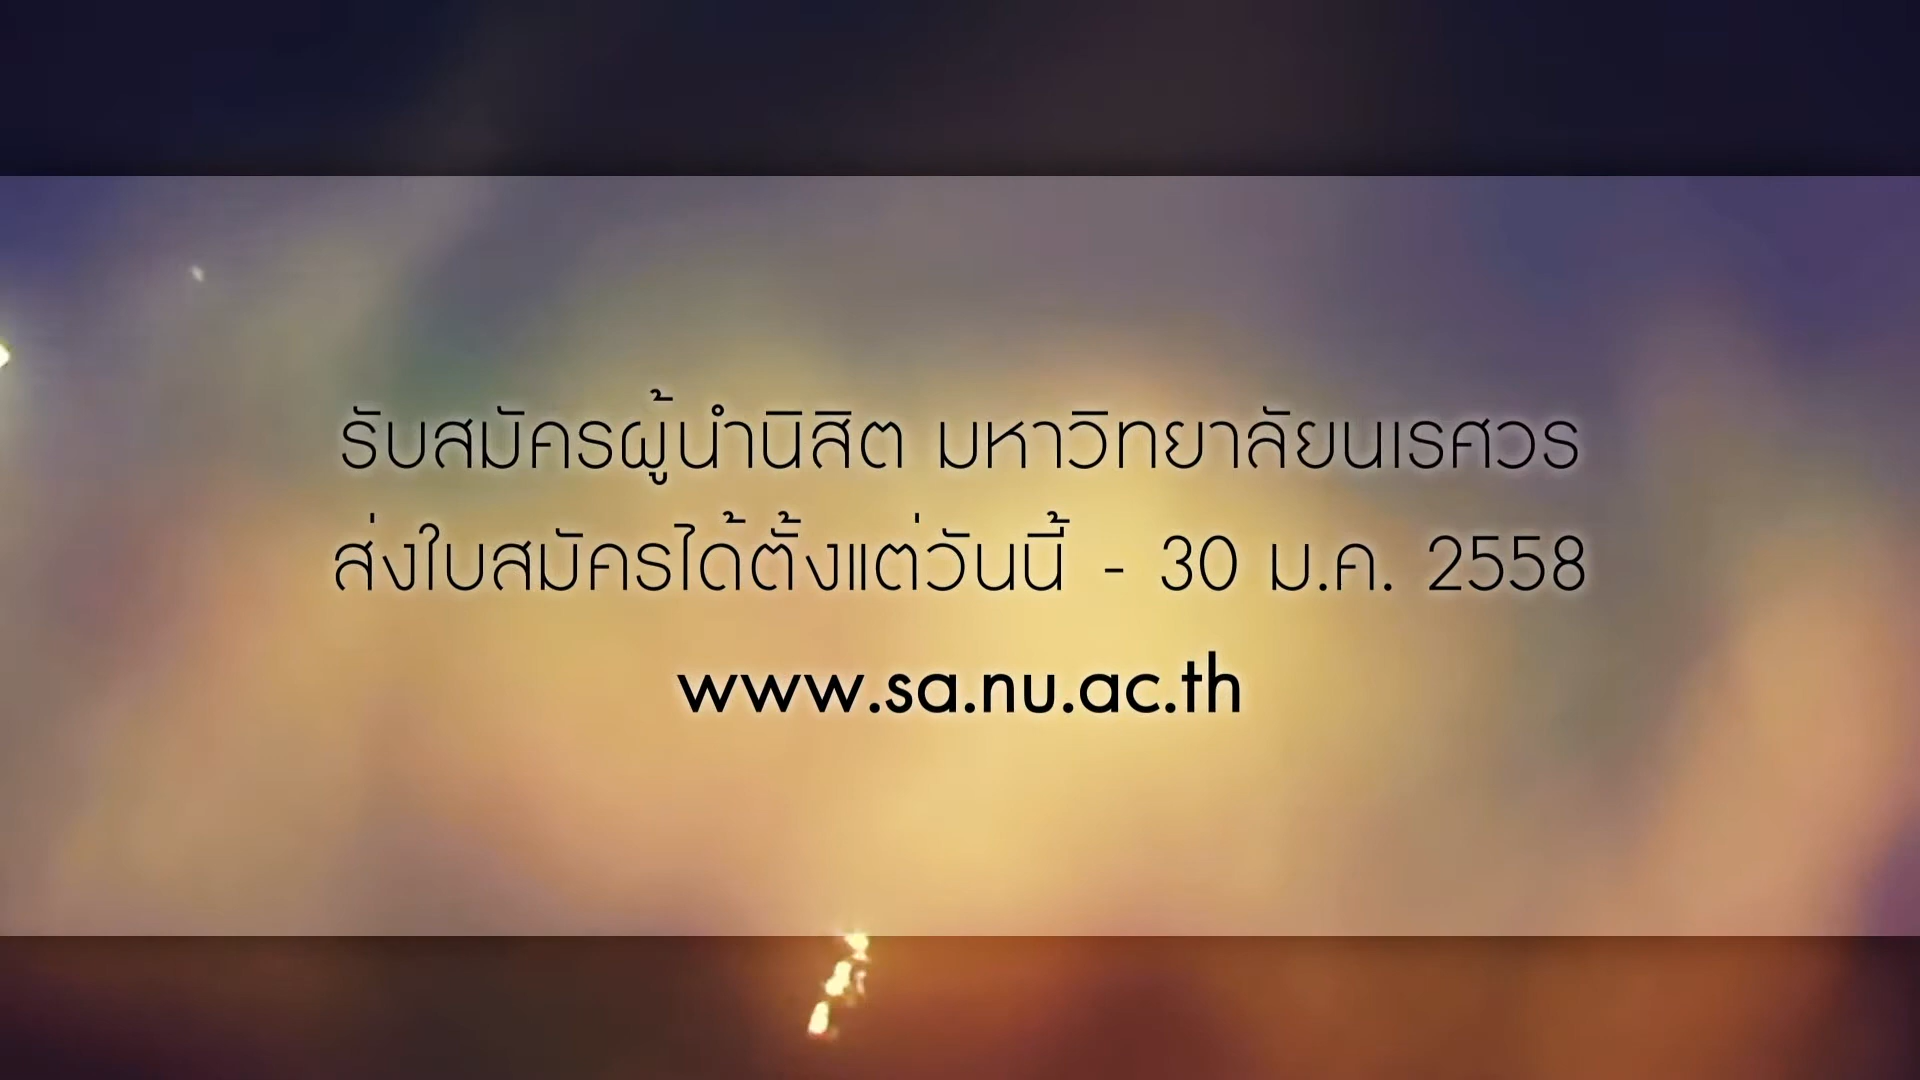 รับสมัครผู้นำนิสิต มหาวิทยาลัยนเรศวร
ส่งใบสมัครได้ตั้งแต่วันนี้ - 30 ม.ค. 2558
www.sa.nu.ac.th